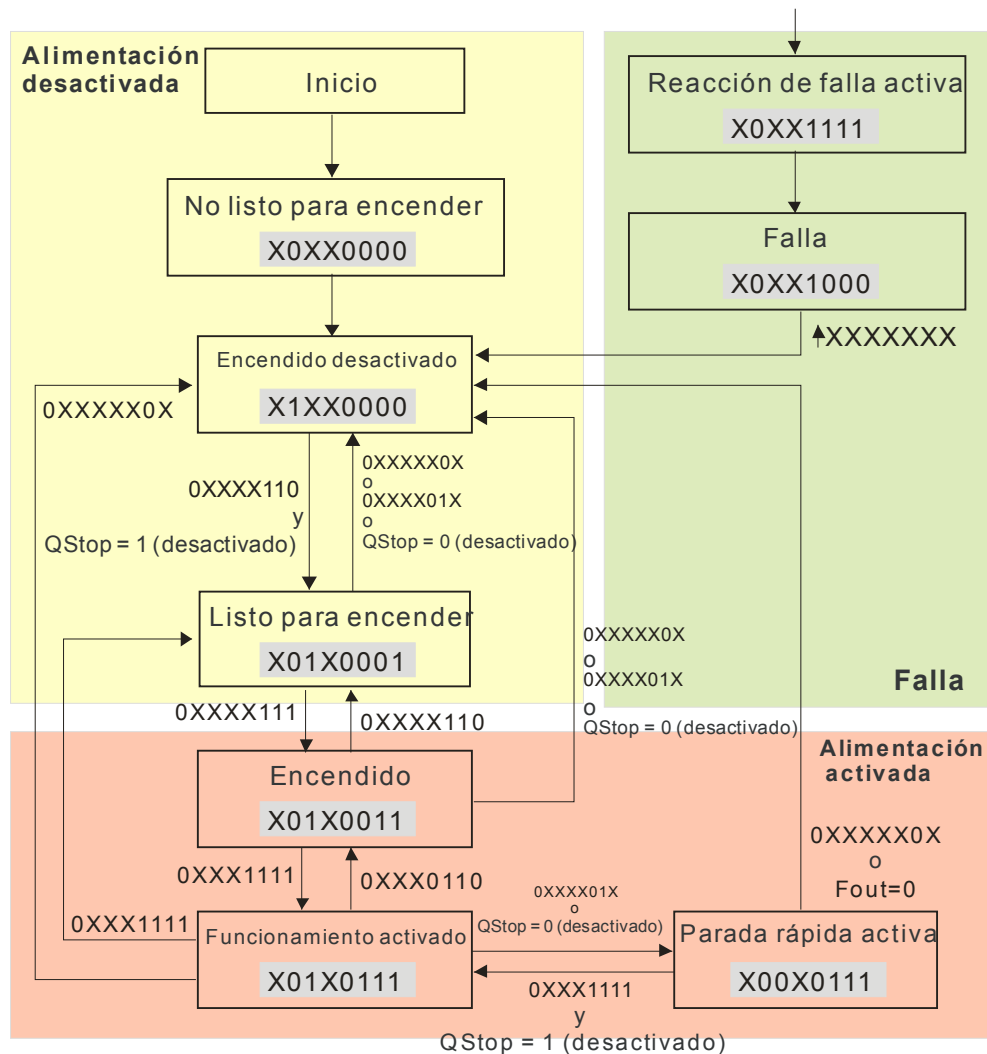 Alimentación
desactivada
Inicio
No listo para encender
X0XX0000
Encendido desactivado
X1XX0000
0XXXXX0X
0XXXX110
y
QStop = 1 (desactivado)
0XXXXX0X
o
0XXXX01X
o
QStop = 0 (desactivado)
Listo para encender
X01X0001
0XXXX111
0XXXX110
Reacción de falla activa
X0XX1111
Falla
X0XX1000
XXXXXXX
Falla
0XXXXX0X
o
0XXXX01X
o
QStop = 0 (desactivado)
Alimentación
activada
Encendido
X01X0011
0XXX1111
0XXX0110
0XXX1111
Funcionamiento activado
X01X0111
0XXXX01X
o
QStop = 0 (desactivado)
0XXX1111
y
QStop = 1 (desactivado)
0XXXXX0X
o
Fout=0
Parada rápida activa
X00X0111